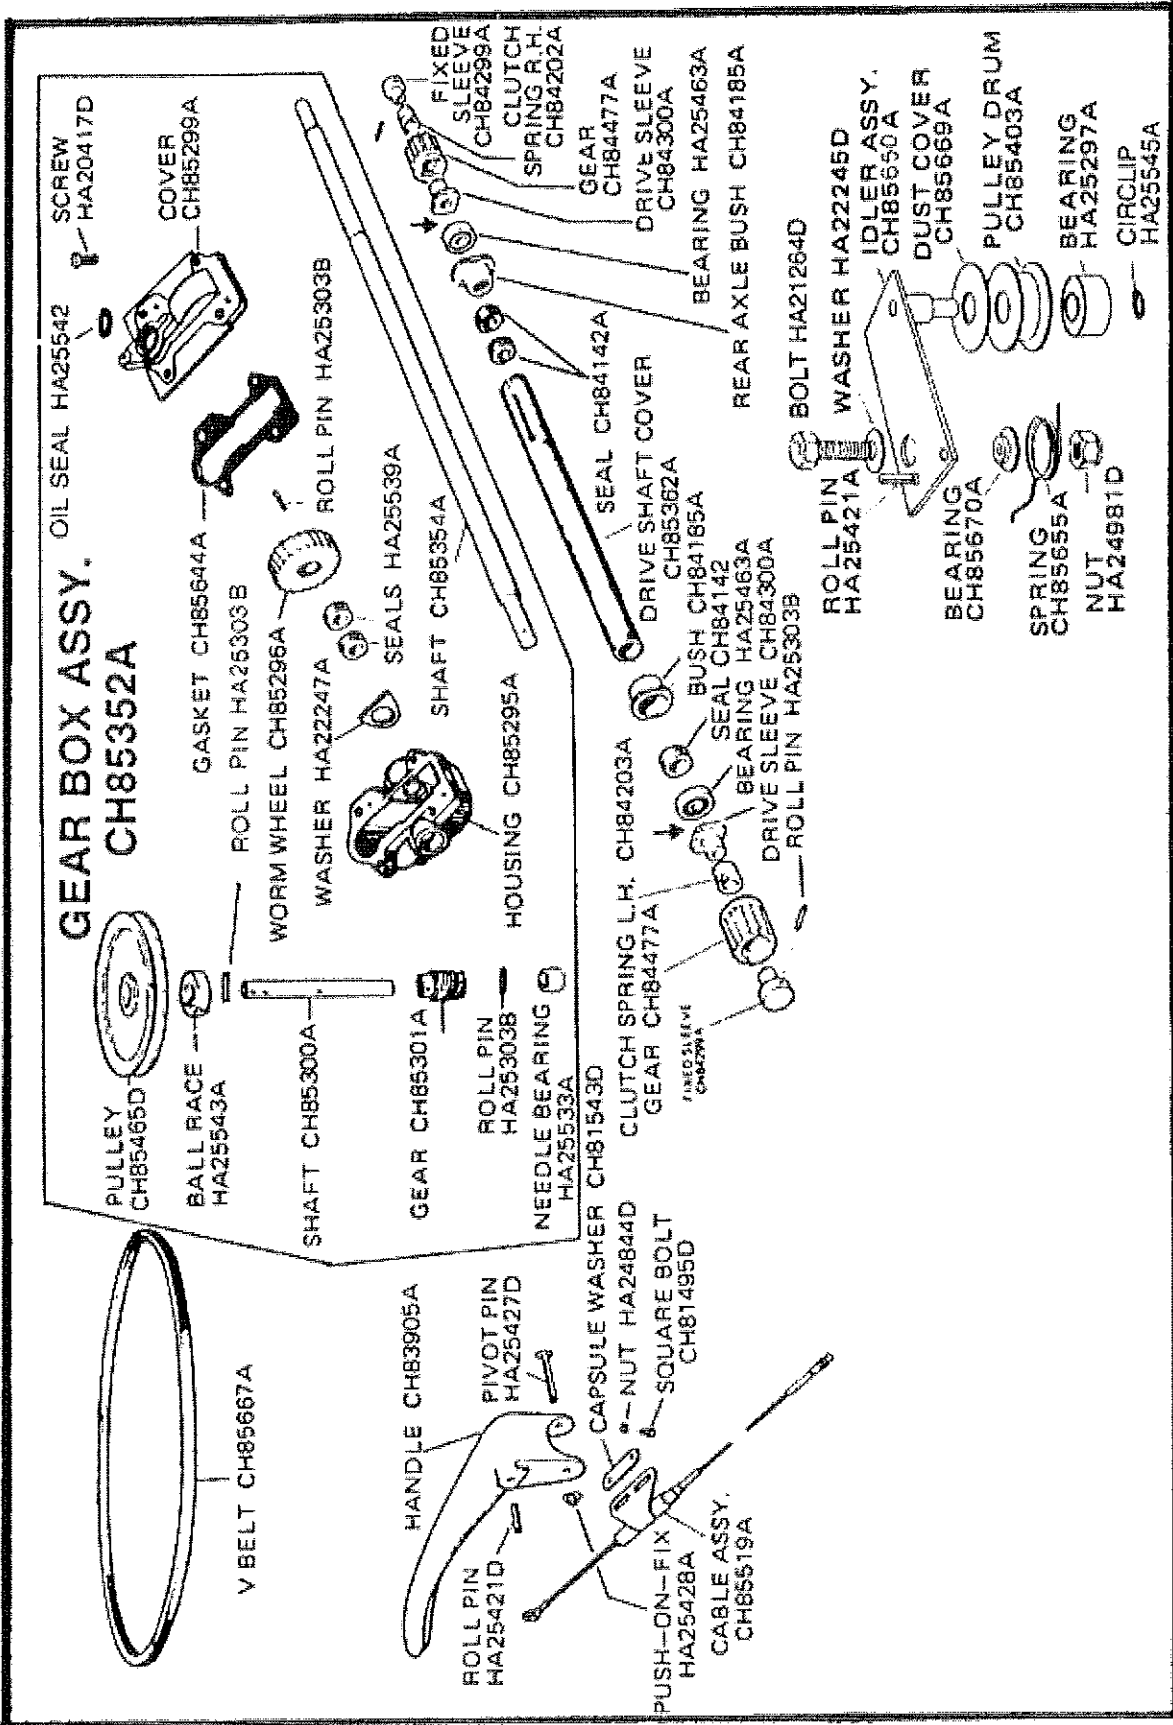 GEAR BOX ASSY.
CH85352A
OIL SEAL HA25542
SCREW
HA20417D
COVER
CH85299A
GASKET CH85644A
ROLL PIN HA25303B
ROLL PIN HA25303B
WORM WHEEL CH85296A
WASHER HA22247A
SEALS HA25539A
SHAFT CH85354A
HOUSING CH85295A
PULLEY
CH85465D
BALL RACE
HA25543A
SHAFT CH85300A
GEAR CH85301A
ROLL PIN
HA25303B
NEEDLE BEARING
HA25533A
V BELT CH85667A
FIXED
SLEEVE
CH84299A
CLUTCH
SPRING R.H.
CH84202A
GEAR
CH84477A
DRIVE SLEEVE
CH84300A
BEARING HA25463A
REAR AXLE BUSH CH84185A
SEAL CH84142A
DRIVE SHAFT COVER
CH85362A
BUSH CH84185A
SEAL CH84142
BEARING HA25463A
DRIVE SLEEVE CH84300A
ROLL PIN HA25303B
CLUTCH SPRING L.H. CH84203A
GEAR CH84477A
FIXED SLEEVE
CH84299A
HANDLE CH83905A
PIVOT PIN
HA25427D
CAPSULE WASHER CH81543D
NUT HA24844D
SQUARE BOLT
CH81495D
ROLL PIN
HA25421D
PUSH-ON-FIX
HA25428A
CABLE ASSY.
CH85519A
BOLT HA21264D
WASHER HA22245D
IDLER ASSY.
CH85650A
DUST COVER
CH85669A
PULLEY DRUM
CH85403A
BEARING
HA25297A
CIRCLIP
HA25545A
ROLL PIN
HA25421A
BEARING
CH85670A
SPRING
CH85655A
NUT
HA24981D